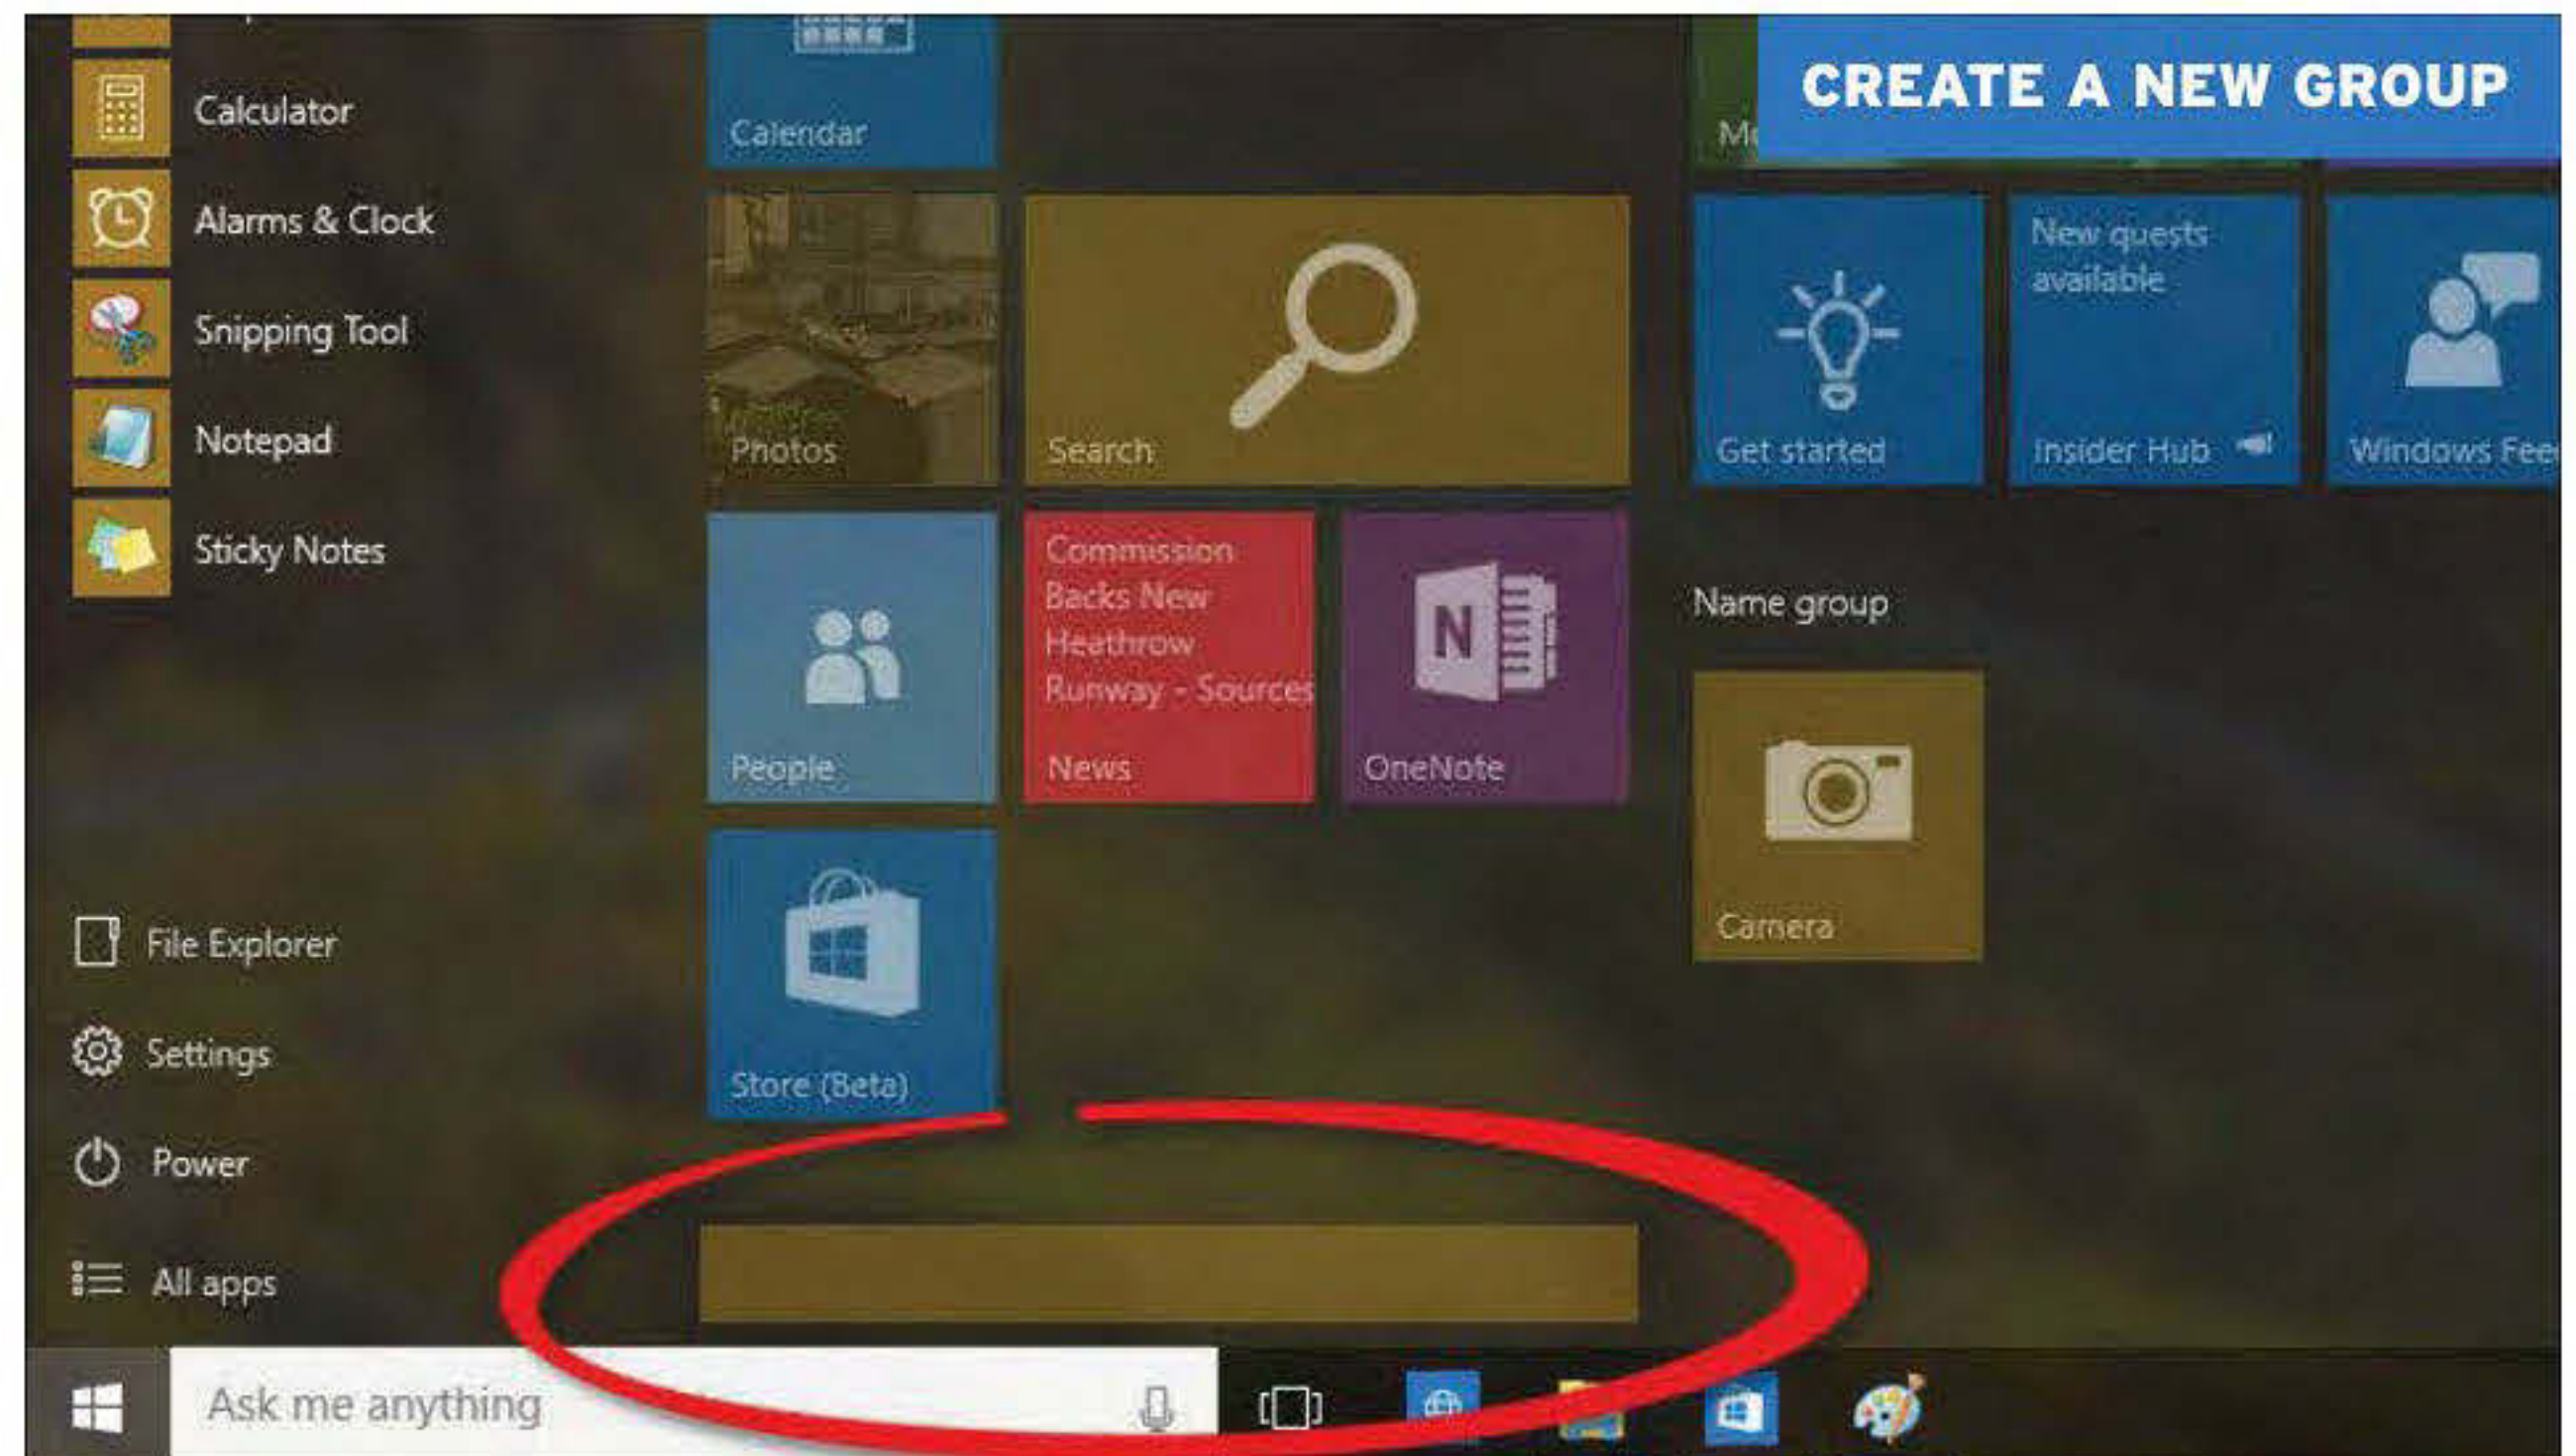 CREATE A NEW GROUP
Calculator
Alarms & Clock
Snipping Tool
Notepad
Sticky Notes
File Explorer
Settings
Power
All apps
Calendar
Photos
Search
People
Commission
Backs New
Heathrow
Runway - Sources
News
N
OneNote
Store (Beta)
Get started
New quests
available
Insider Hub
Windows
Name group
Camera
Ask me anything